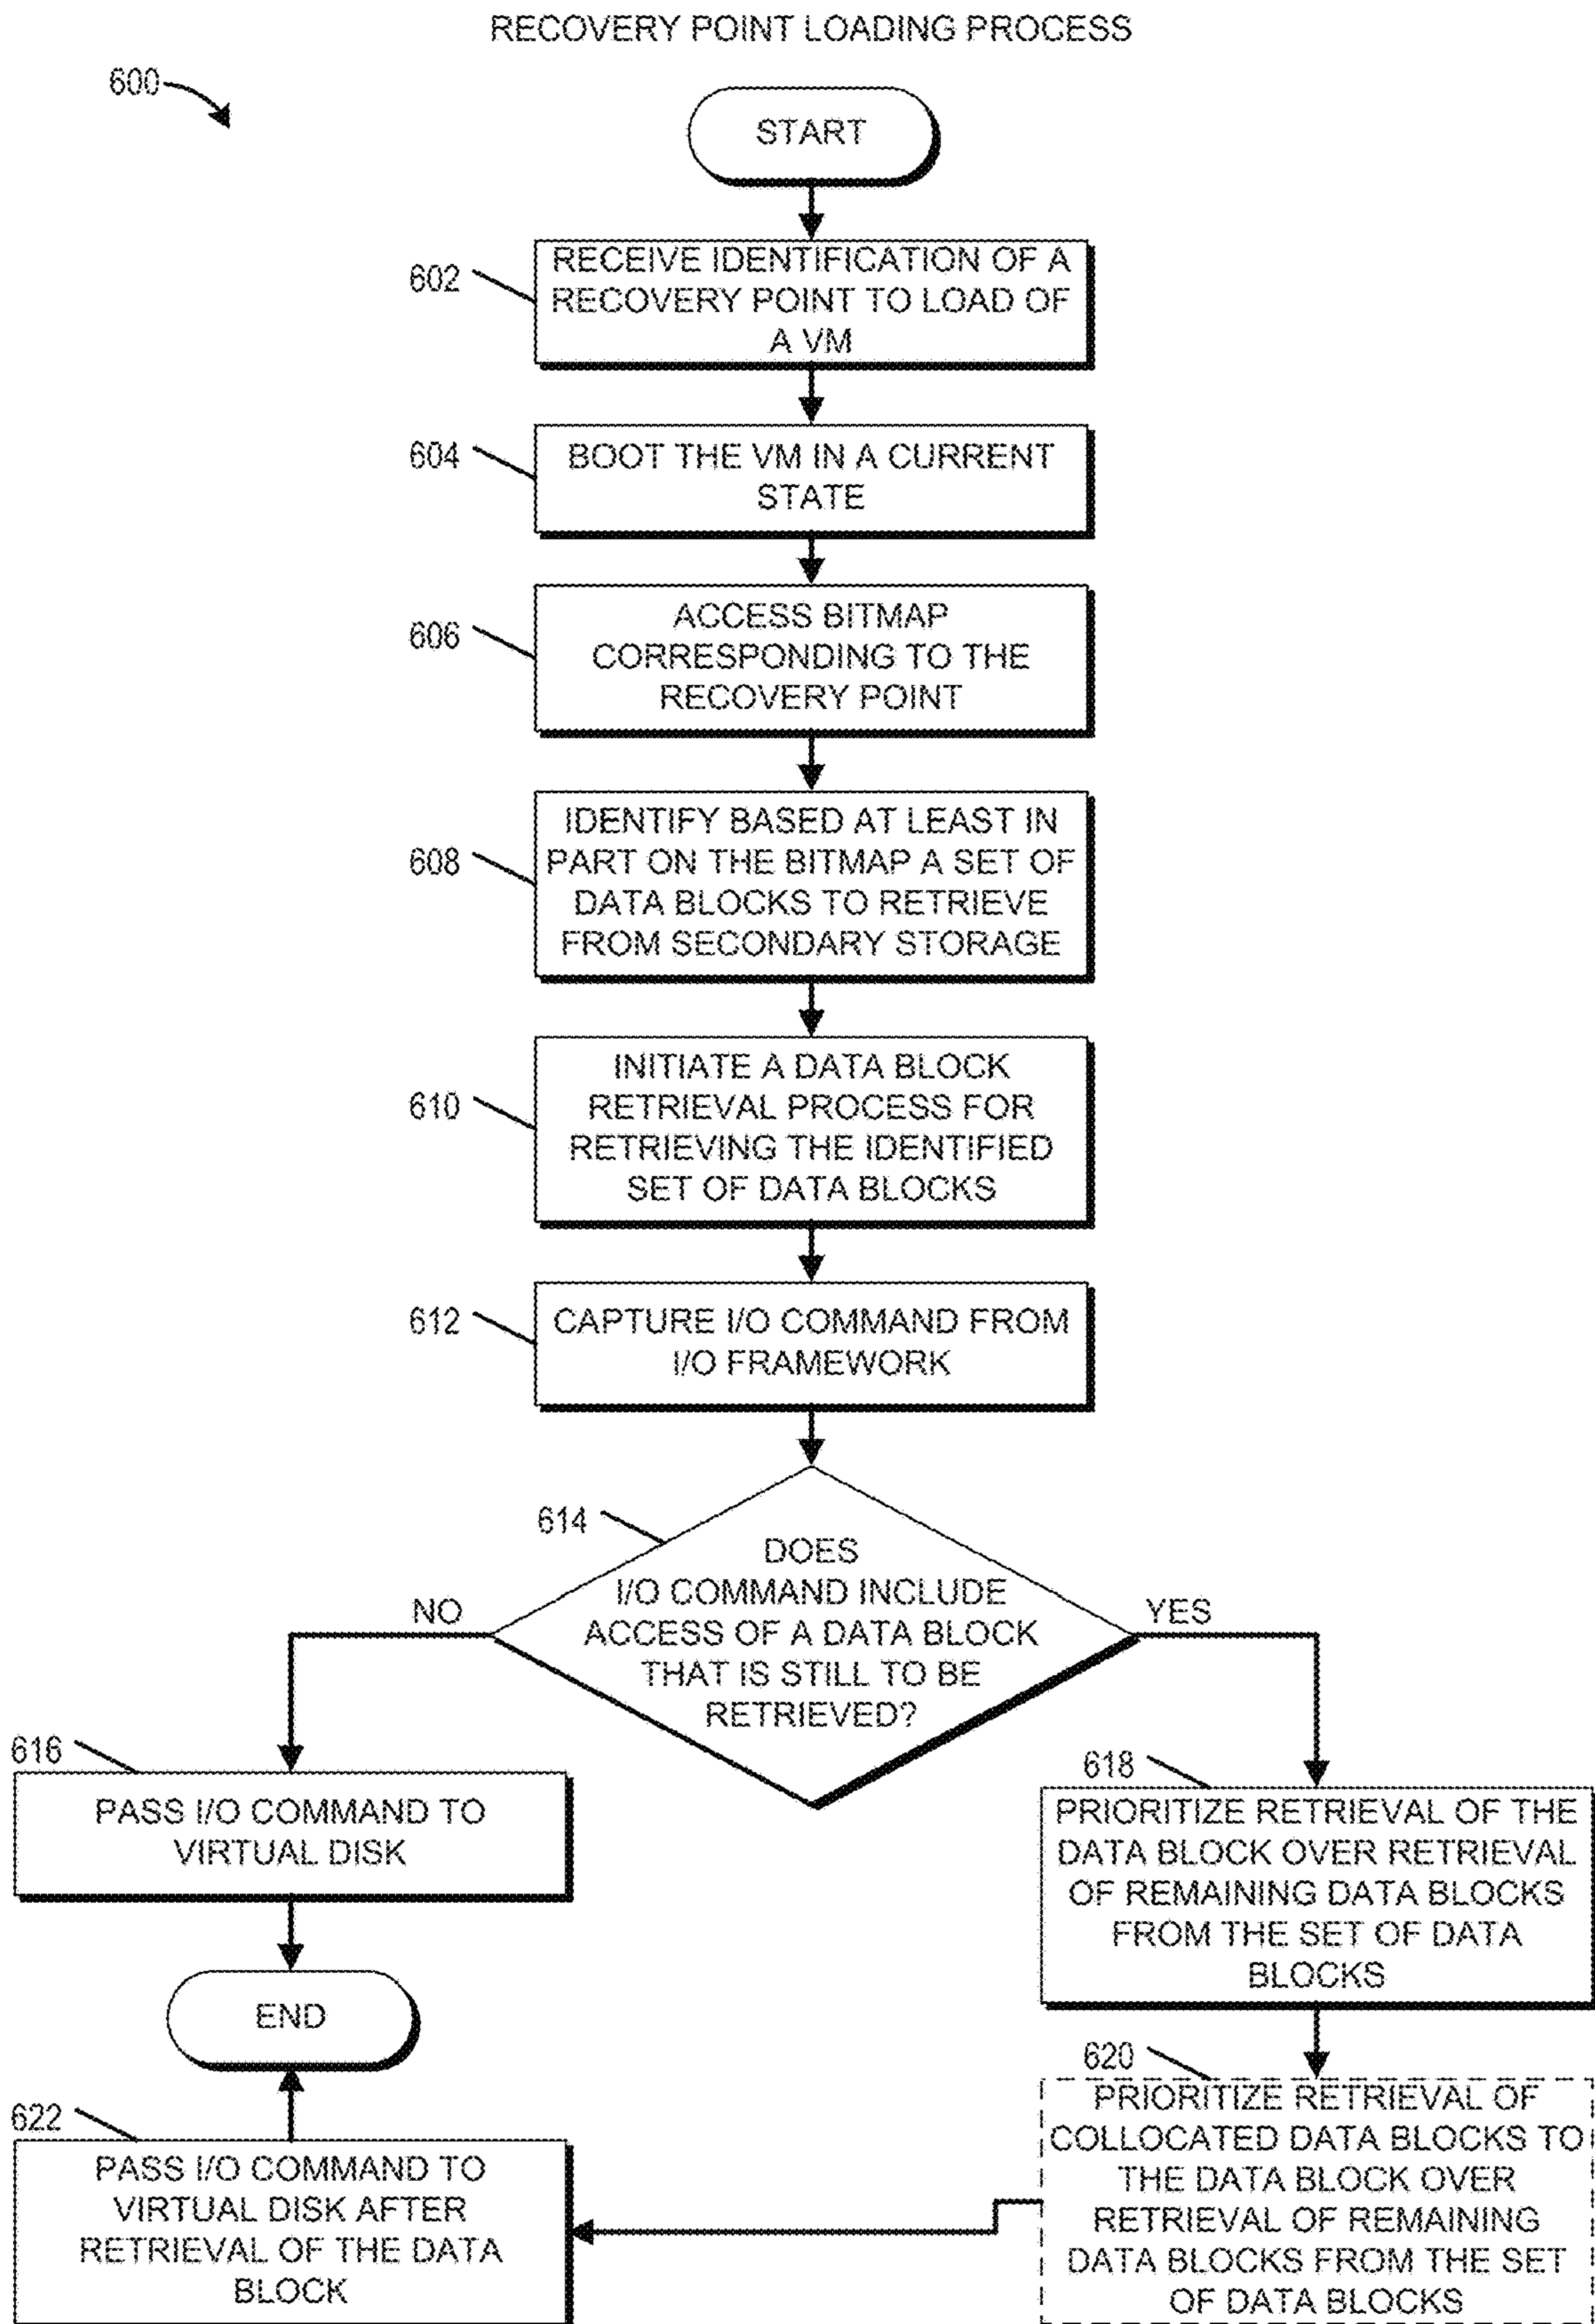 RECOVERY POINT LOADING PROCESS
600
START
602
RECEIVE IDENTIFICATION OF A
RECOVERY POINT TO LOAD OF
A VM
604
BOOT THE VM IN A CURRENT
STATE
606
ACCESS BITMAP
CORRESPONDING TO THE
RECOVERY POINT
608
IDENTIFY BASED AT LEAST IN
PART ON THE BITMAP A SET OF
DATA BLOCKS TO RETRIEVE
FROM SECONDARY STORAGE
610
INITIATE A DATA BLOCK
RETRIEVAL PROCESS FOR
RETRIEVING THE IDENTIFIED
SET OF DATA BLOCKS
612
CAPTURE I/O COMMAND FROM
I/O FRAMEWORK
614
DOES
I/O COMMAND INCLUDE
ACCESS OF A DATA BLOCK
THAT IS STILL TO BE
RETRIEVED?
NO
YES
616
PASS I/O COMMAND TO
VIRTUAL DISK
END
618
PRIORITIZE RETRIEVAL OF THE
DATA BLOCK OVER RETRIEVAL
OF REMAINING DATA BLOCKS
FROM THE SET OF DATA
BLOCKS
620
PRIORITIZE RETRIEVAL OF
COLLOCATED DATA BLOCKS TO
THE DATA BLOCK OVER
RETRIEVAL OF REMAINING
DATA BLOCKS FROM THE SET
OF DATA BLOCKS
622
PASS I/O COMMAND TO
VIRTUAL DISK AFTER
RETRIEVAL OF THE DATA
BLOCK